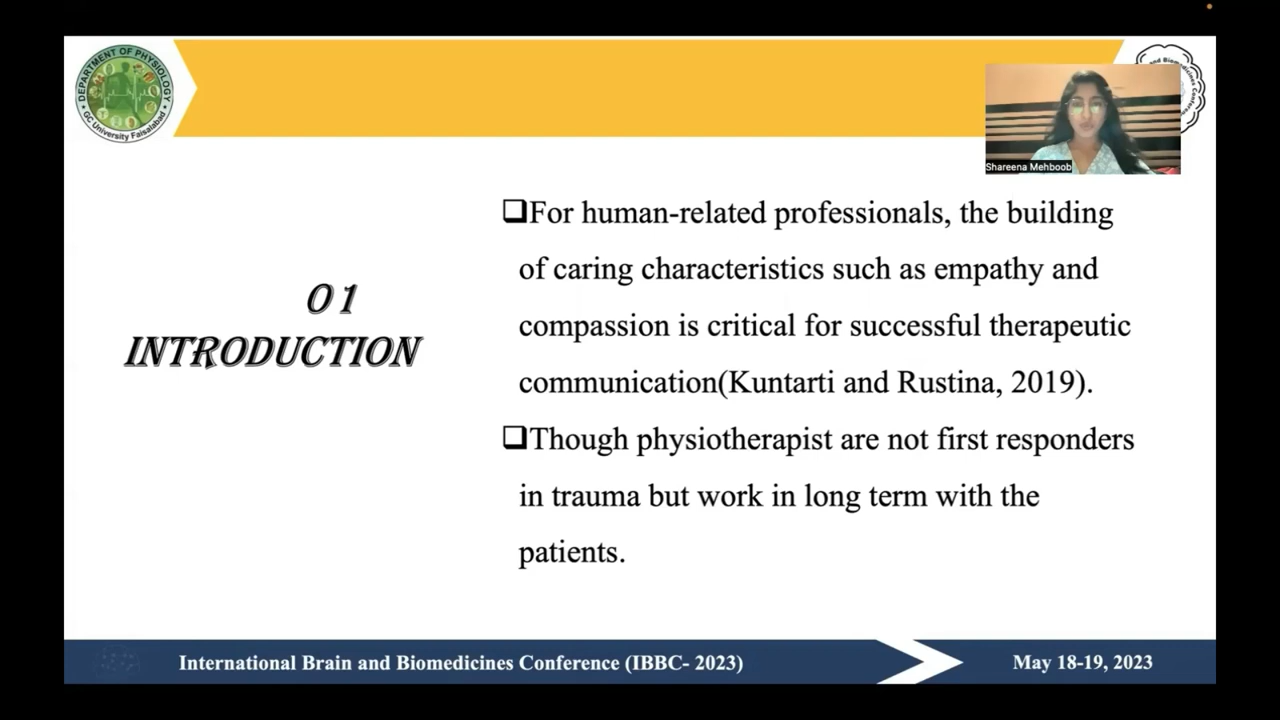 DEPARTMENT OF PHYSIOLOGY
GC University Faisalabad
and Biomedicines Conference
Shareena Mehboob
❑For human-related professionals, the building
of caring characteristics such as empathy and
compassion is critical for successful therapeutic
communication(Kuntarti and Rustina, 2019).
❑Though physiotherapist are not first responders
in trauma but work in long term with the
patients.
01
INTRODUCTION
International Brain and Biomedicines Conference (IBBC- 2023)
May 18-19, 2023